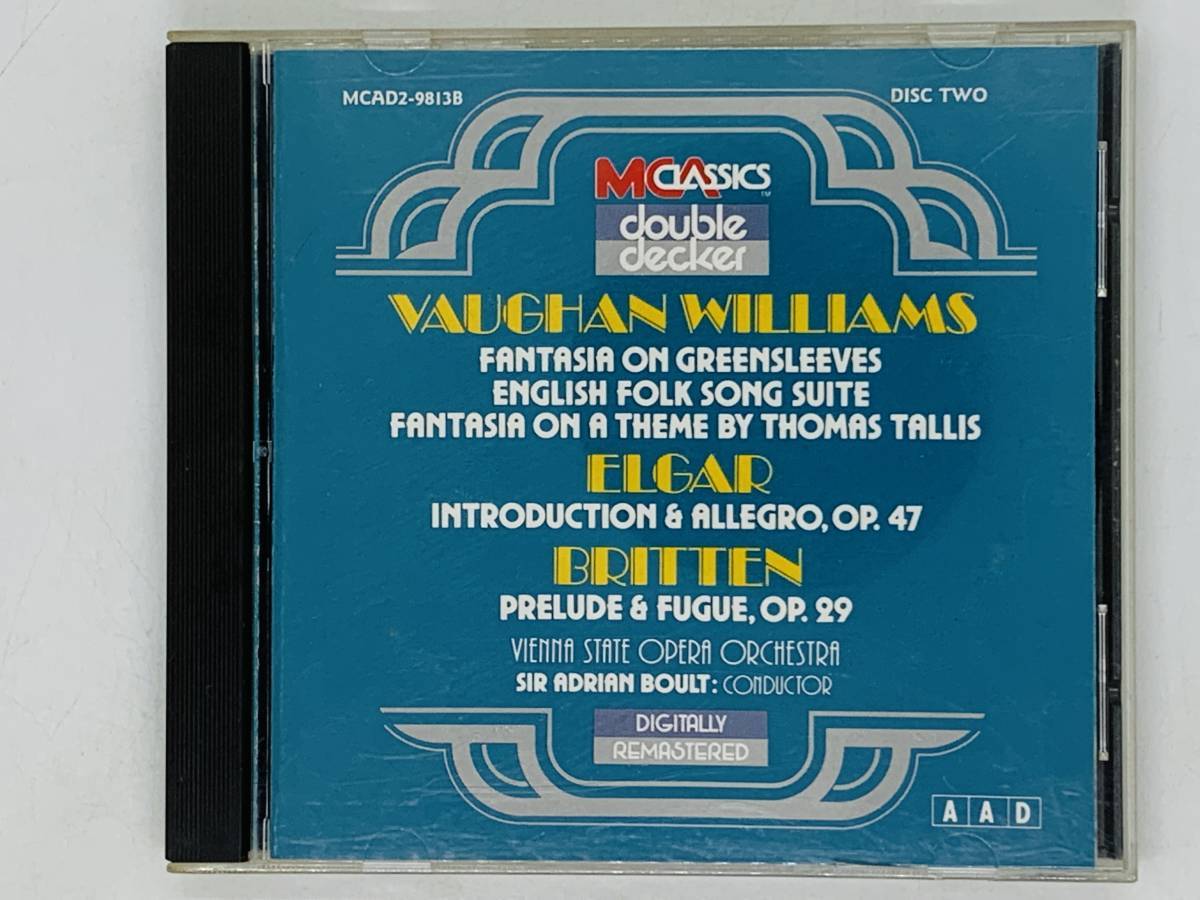 MCAD2-9813B
DISC TWO
MCA CLASSICS™
double
decker
VAUGHAN WILLIAMS
FANTASIA ON GREENSLEEVES
ENGLISH FOLK SONG SUITE
FANTASIA ON A THEME BY THOMAS TALLIS
ELGAR
INTRODUCTION & ALLEGRO, OP. 47
BRITTEN
PRELUDE & FUGUE, OP. 29
VIENNA STATE OPERA ORCHESTRA
SIR ADRIAN BOULT: CONDUCTOR
DIGITALLY
REMASTERED
A A D